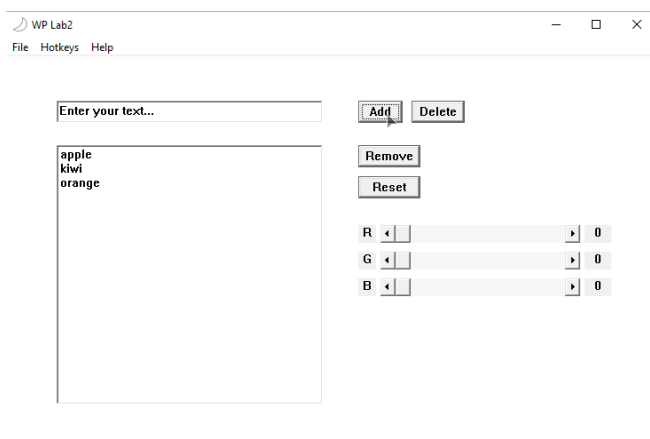 WP Lab2
File Hotkeys Help
Enter your text... Add Delete
apple
kiwi
orange
Remove
Reset
R 0
G 0
B 0